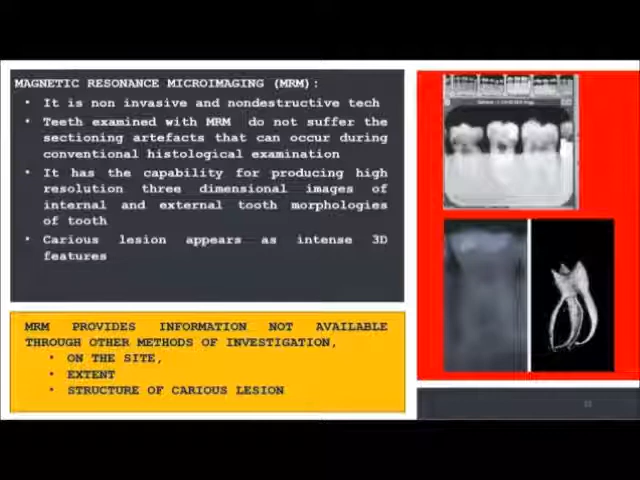 MAGNETIC RESONANCE MICROIMAGING (MRM):
• It is non invasive and nondestructive tech
• Teeth examined with MRM do not suffer the
sectioning artefacts that can occur during
conventional histological examination
• It has the capability for producing high
resolution three dimensional images of
internal and external tooth morphologies
of tooth
• Carious lesion appears as intense 3D
features
MRM PROVIDES INFORMATION NOT AVAILABLE
THROUGH OTHER METHODS OF INVESTIGATION,
• ON THE SITE,
• EXTENT
• STRUCTURE OF CARIOUS LESION